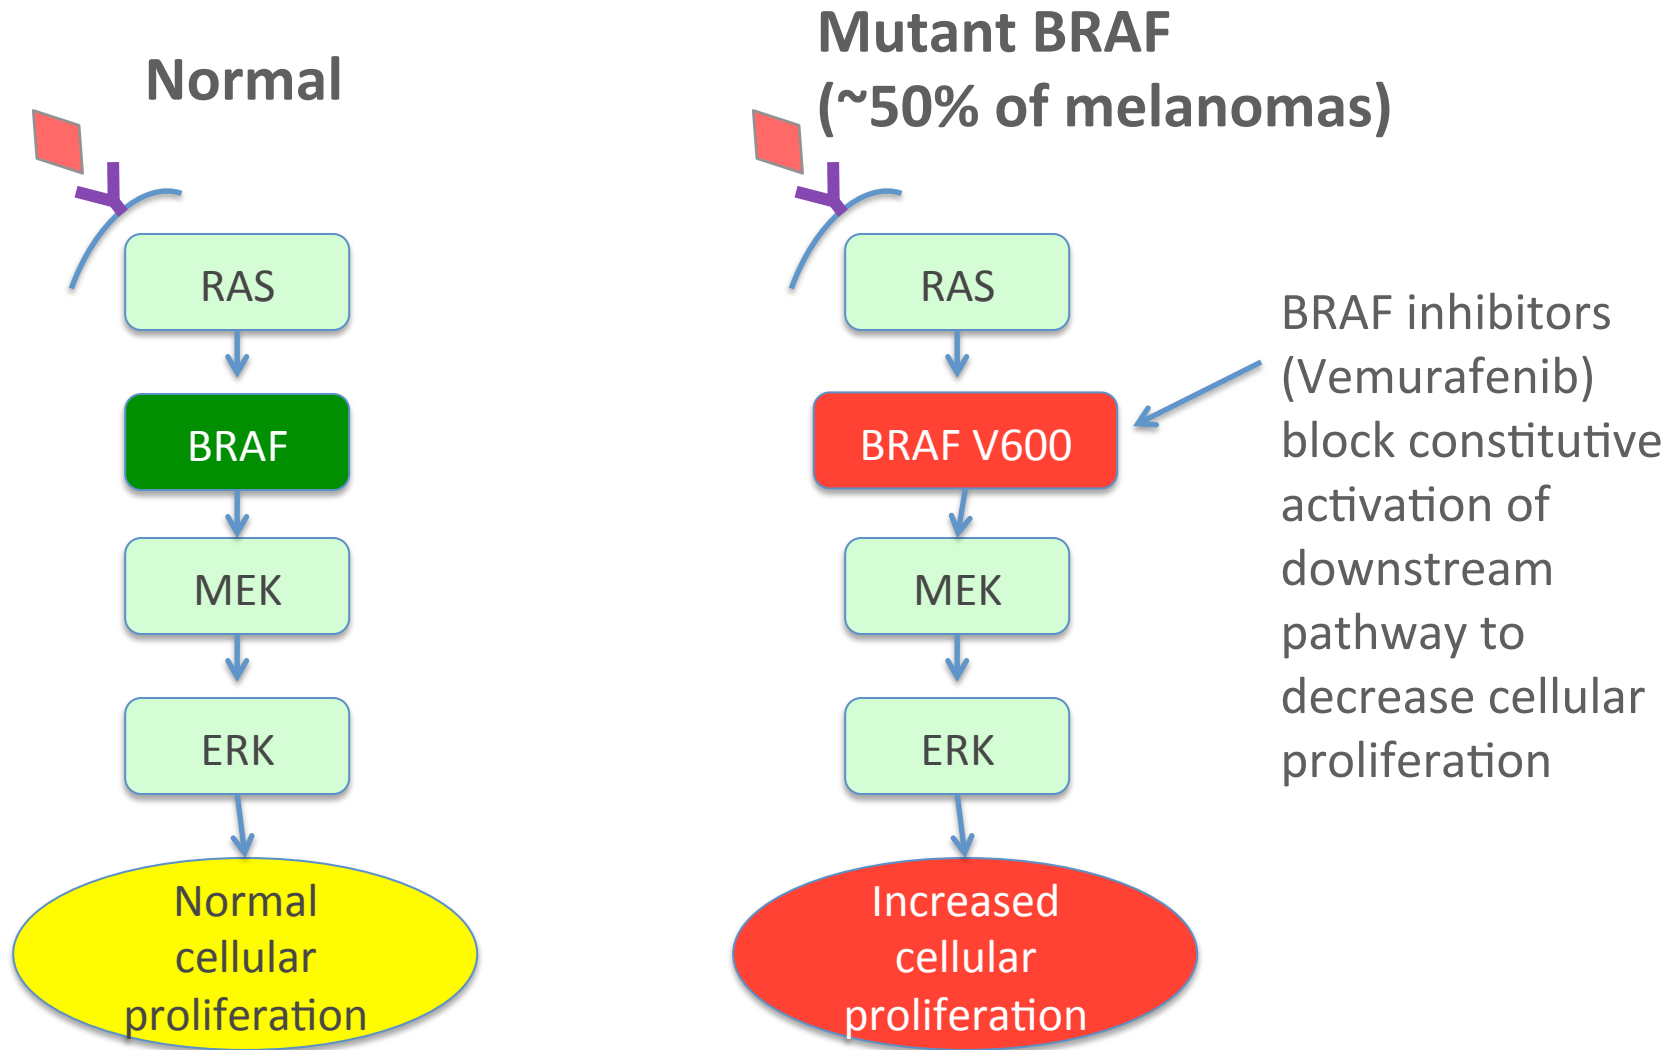 Normal
RAS
BRAF
MEK
ERK
Normal
cellular
proliferation
Mutant BRAF
(~50% of melanomas)
RAS
BRAF V600
MEK
ERK
Increased
cellular
proliferation
BRAF inhibitors
(Vemurafenib)
block constitutive
activation of
downstream
pathway to
decrease cellular
proliferation